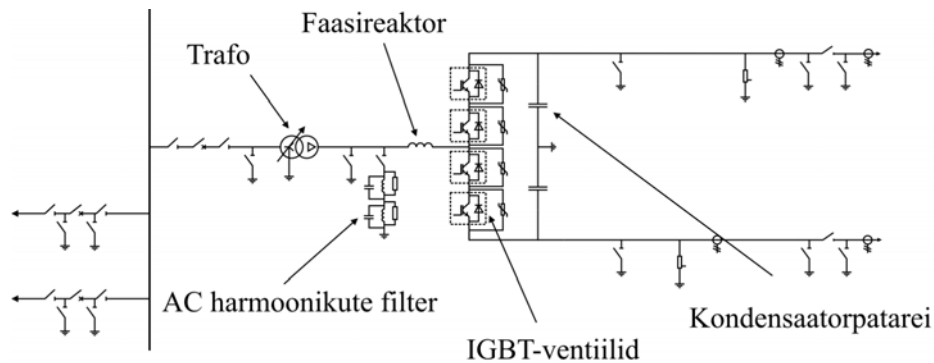 Faasireaktor
Trafo
AC harmoonikute filter
Kondensaatorpatarei
IGBT-ventiilid